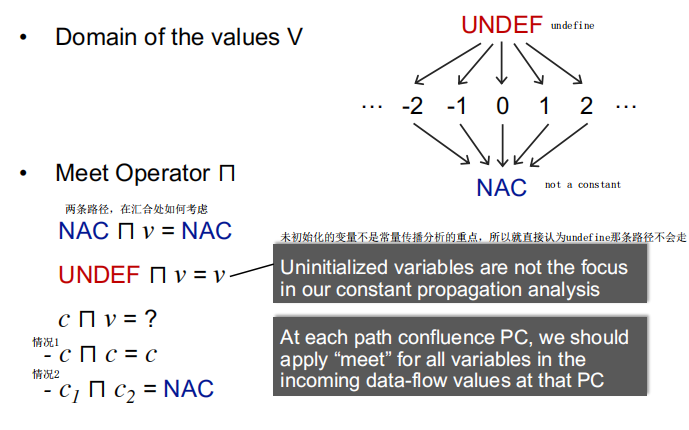 • Domain of the values V
UNDEF undefine
… -2 -1 0 1 2 …
NAC not a constant
• Meet Operator ⊓
两条路径，在汇合处如何考虑
NAC ⊓ v = NAC
未初始化的变量不是常量传播分析的重点，所以就直接认为undefine那条路径不会走
UNDEF ⊓ v = v
Uninitialized variables are not the focus
in our constant propagation analysis
c ⊓ v = ?
情况1
- c ⊓ c = c
情况2
- c1 ⊓ c2 = NAC
At each path confluence PC, we should
apply “meet” for all variables in the
incoming data-flow values at that PC